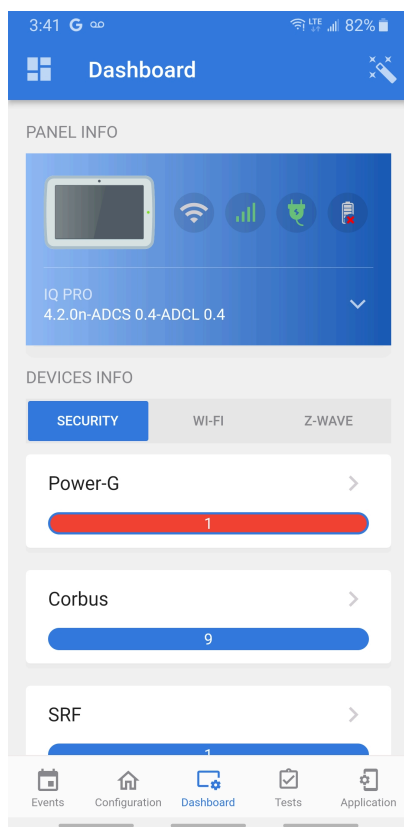 3:41 G LTE 82%
Dashboard
PANEL INFO
IQ PRO
4.2.0n-ADCS 0.4-ADCL 0.4
DEVICES INFO
SECURITY WI-FI Z-WAVE
Power-G
1
Corbus
9
SRF
1
Events Configuration Dashboard Tests Application